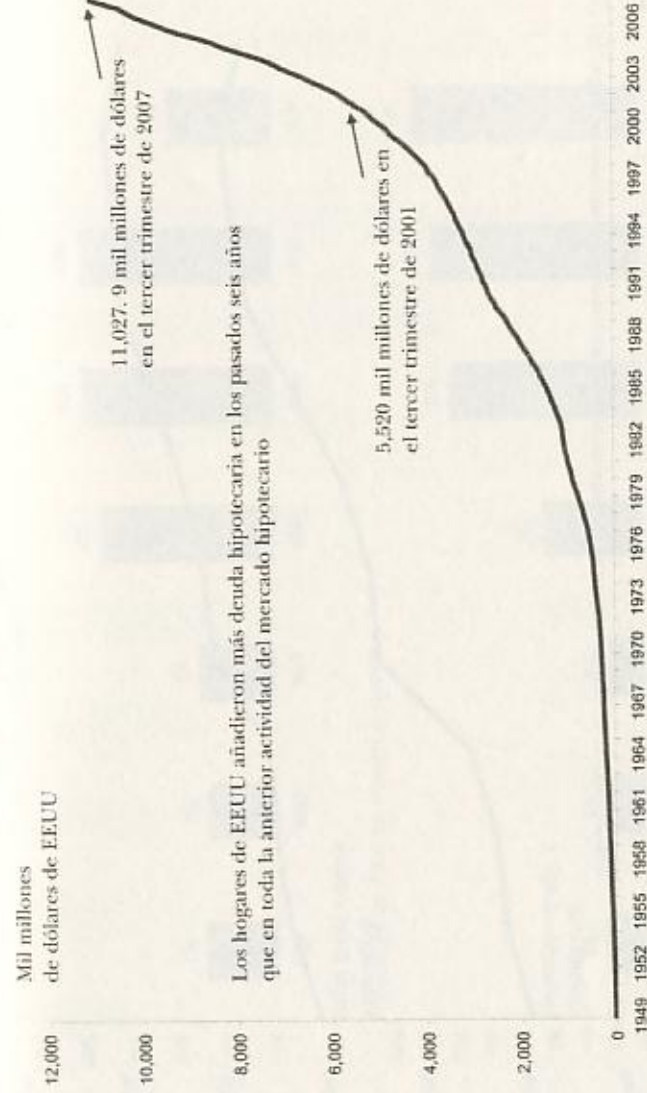 Mil millones
de dólares de EEUU
12,000
10,000
8,000
6,000
4,000
2,000
0
11,027. 9 mil millones de dólares
en el tercer trimestre de 2007
Los hogares de EEUU añadieron más deuda hipotecaria en los pasados seis años
que en toda la anterior actividad del mercado hipotecario
5,520 mil millones de dólares en
el tercer trimestre de 2001
1949 1952 1955 1958 1961 1964 1967 1970 1973 1976 1979 1982 1985 1988 1991 1994 1997 2000 2003 2006